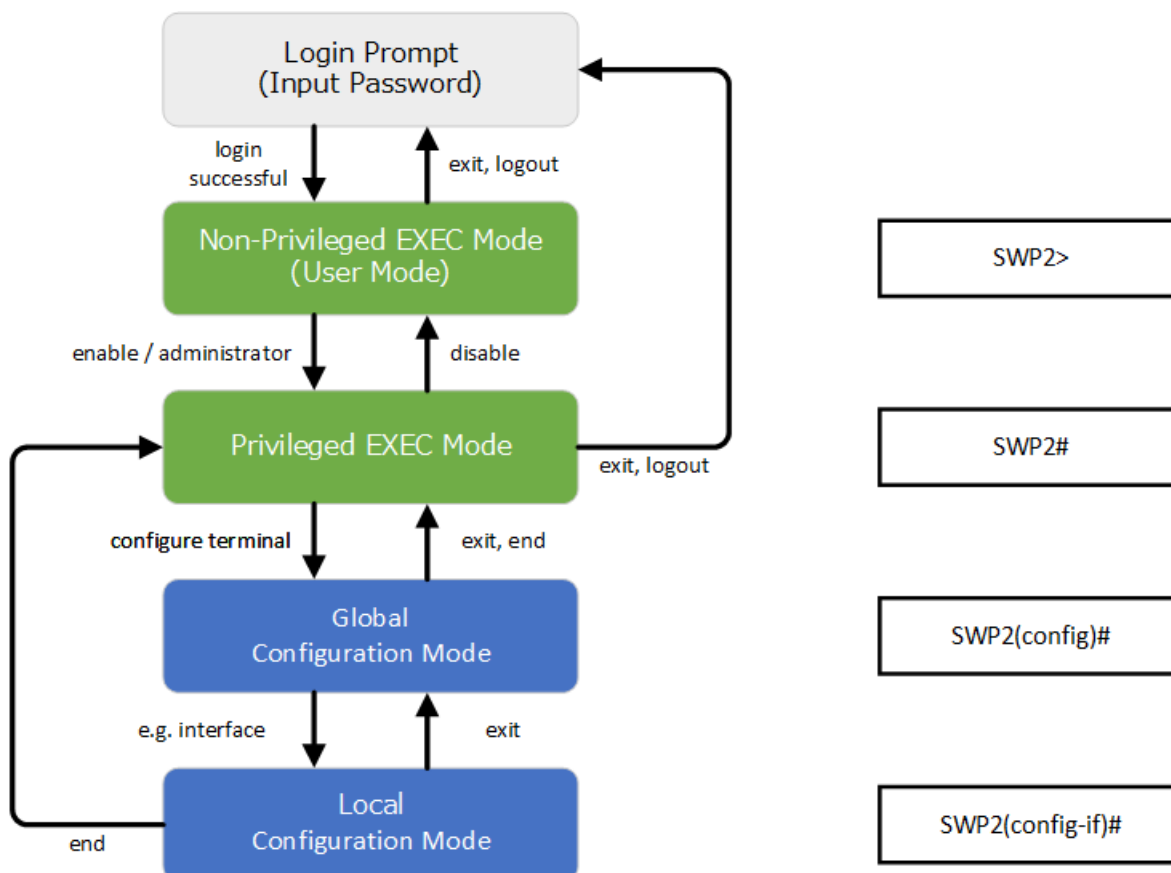 Login Prompt
(Input Password)
login
successful
exit, logout
Non-Privileged EXEC Mode
(User Mode)
SWP2>
enable / administrator
disable
Privileged EXEC Mode
exit, logout
SWP2#
configure terminal
exit, end
Global
Configuration Mode
SWP2(config)#
e.g. interface
exit
Local
Configuration Mode
end
SWP2(config-if)#